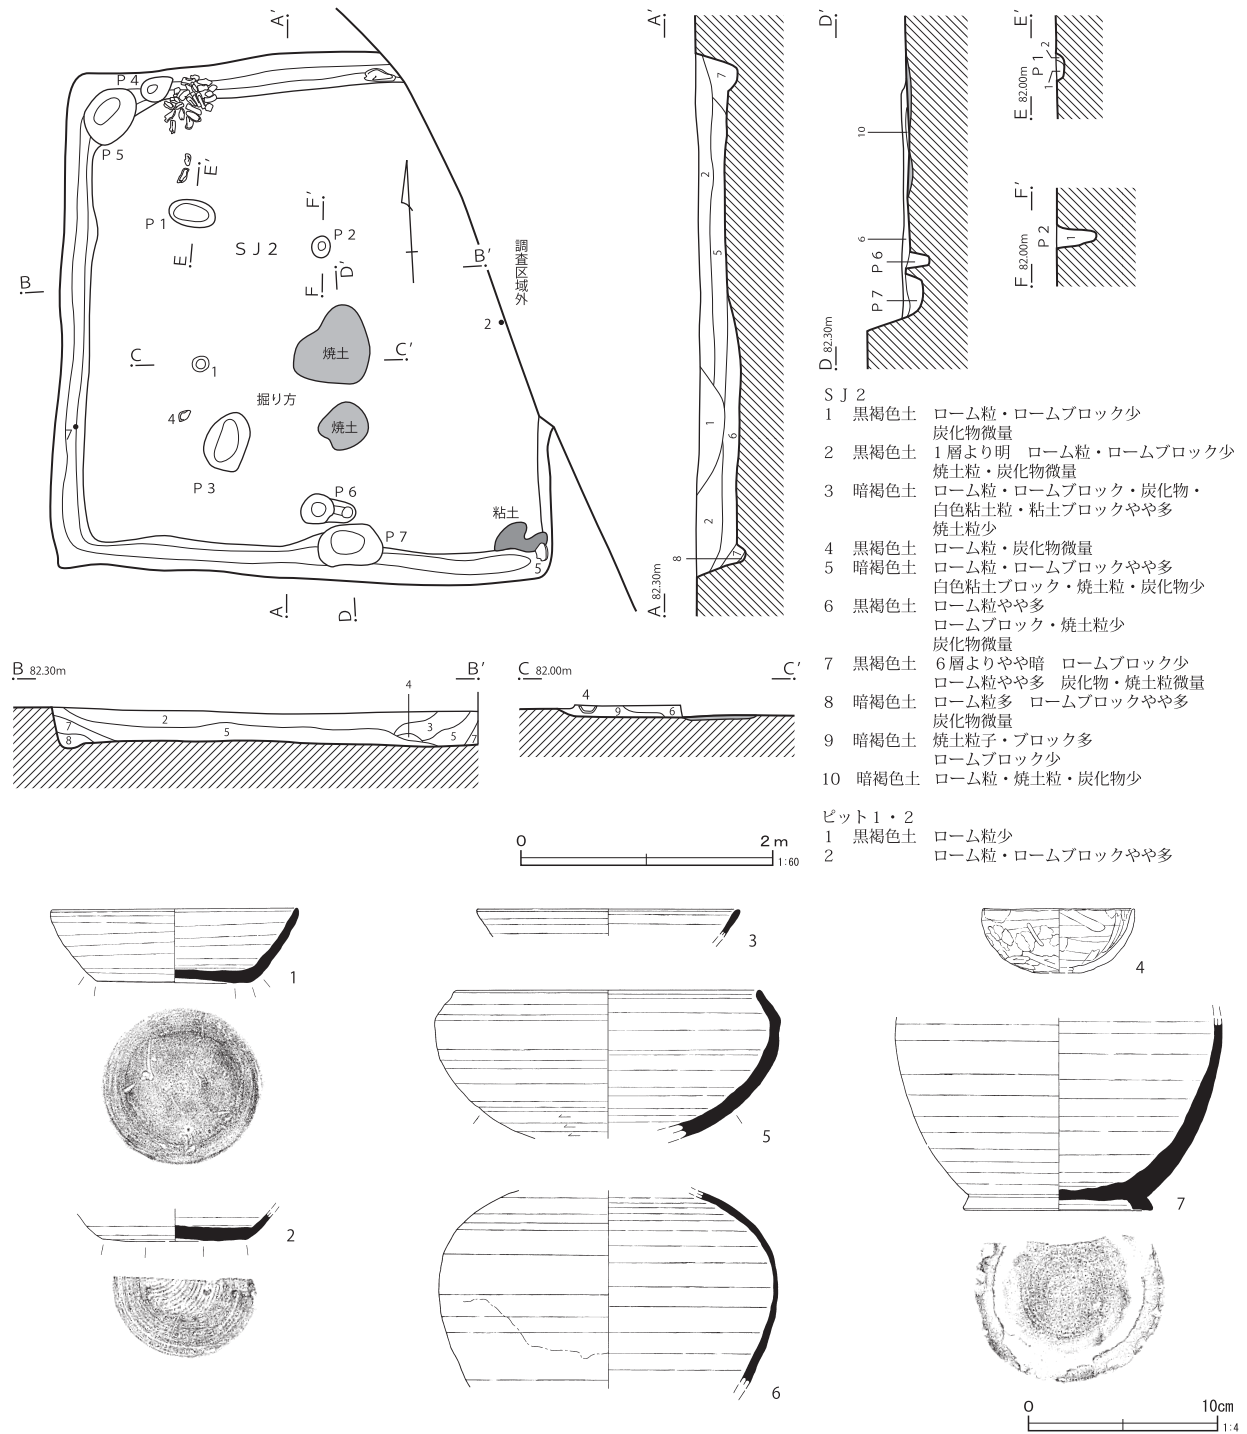 A'
A'
D'
E'
P4
P5
E'
P1
E
SJ2
F'
P2
F
D'
B
B'
調査区域外
2
C
C'
1
焼土
掘り方
4
焼土
7
P3
P6
P7
粘土
5
A
D
7
2
5
1
6
2
7
8
A 82.30m
10
6
P6
P7
D 82.30m
2
P1
1
E 82.00m
F'
P2
1
F 82.00m
SJ2
1 黒褐色土 ローム粒・ロームブロック少
炭化物微量
2 黒褐色土 1層より明 ローム粒・ロームブロック少
焼土粒・炭化物微量
3 暗褐色土 ローム粒・ロームブロック・炭化物・
白色粘土粒・粘土ブロックやや多
焼土粒少
4 黒褐色土 ローム粒・炭化物微量
5 暗褐色土 ローム粒・ロームブロックやや多
白色粘土ブロック・焼土粒・炭化物少
6 黒褐色土 ローム粒やや多
ロームブロック・焼土粒少
炭化物微量
7 黒褐色土 6層よりやや暗 ロームブロック少
ローム粒やや多 炭化物・焼土粒微量
8 暗褐色土 ローム粒多 ロームブロックやや多
炭化物微量
9 暗褐色土 焼土粒子・ブロック多
ロームブロック少
10 暗褐色土 ローム粒・焼土粒・炭化物少
ピット1・2
1 黒褐色土 ローム粒少
2 ローム粒・ロームブロックやや多
B 82.30m
B'
4
7
8
2
5
3
5
7
C 82.00m
C'
4
9
6
0 2m
1:60
1
3
4
5
2
6
7
0 10cm
1:4